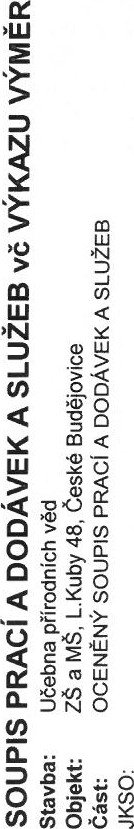 SOUPIS PRACÍ A DODÁVEK A SLUŽEB vč VÝKAZU VÝMĚR
Stavba: Učebna přírodních věd
Objekt: ZŠ a MŠ, L.Kuby 48, České Budějovice
Část: OCENĚNÝ SOUPIS PRACÍ A DODÁVEK A SLUŽEB
JKSO: